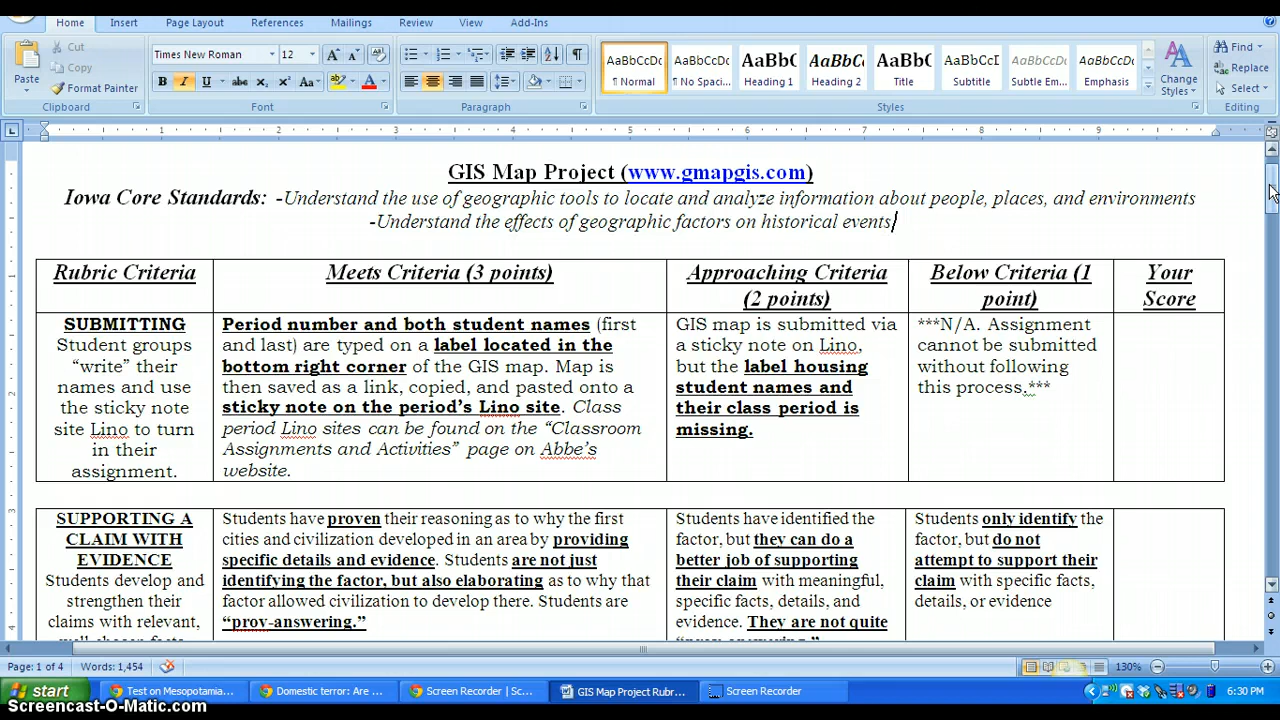 Home Insert Page Layout References Mailings Review View Add-Ins
Cut
Copy
Format Painter
Paste
Clipboard
Times New Roman 12
Font
Paragraph
AaBbCcDc AaBbCcDc AaBbC AaBbCc AaBbC AaBbCcI AaBbCcDc AaBbCcDc
¶ Normal ¶ No Spaci... Heading 1 Heading 2 Title Subtitle Subtle Em... Emphasis
Change
Styles
Styles
Find
Replace
Select
Editing
GIS Map Project (www.gmapgis.com)
Iowa Core Standards: -Understand the use of geographic tools to locate and analyze information about people, places, and environments
-Understand the effects of geographic factors on historical events
Rubric Criteria
Meets Criteria (3 points)
Approaching Criteria
(2 points)
Below Criteria (1
point)
Your
Score
SUBMITTING
Student groups
“write” their
names and use
the sticky note
site Lino to turn
in their
assignment.
Period number and both student names (first
and last) are typed on a label located in the
bottom right corner of the GIS map. Map is
then saved as a link, copied, and pasted onto a
sticky note on the period’s Lino site. Class
period Lino sites can be found on the “Classroom
Assignments and Activities” page on Abbe’s
website.
GIS map is submitted via
a sticky note on Lino,
but the label housing
student names and
their class period is
missing.
***N/A. Assignment
cannot be submitted
without following
this process.***
SUPPORTING A
CLAIM WITH
EVIDENCE
Students develop and
strengthen their
claims with relevant,
well-chosen facts,
Students have proven their reasoning as to why the first
cities and civilization developed in an area by providing
specific details and evidence. Students are not just
identifying the factor, but also elaborating as to why that
factor allowed civilization to develop there. Students are
“prov-answering.”
Students have identified the
factor, but they can do a
better job of supporting
their claim with meaningful,
specific facts, details, and
evidence. They are not quite
“prov-answering.”
Students only identify the
factor, but do not
attempt to support their
claim with specific facts,
details, or evidence
Page: 1 of 4 Words: 1,454 130%
start Test on Mesopotamia... Domestic terror: Are ... Screen Recorder | Sc... GIS Map Project Rubr... Screen Recorder 6:30 PM
Screencast-O-Matic.com